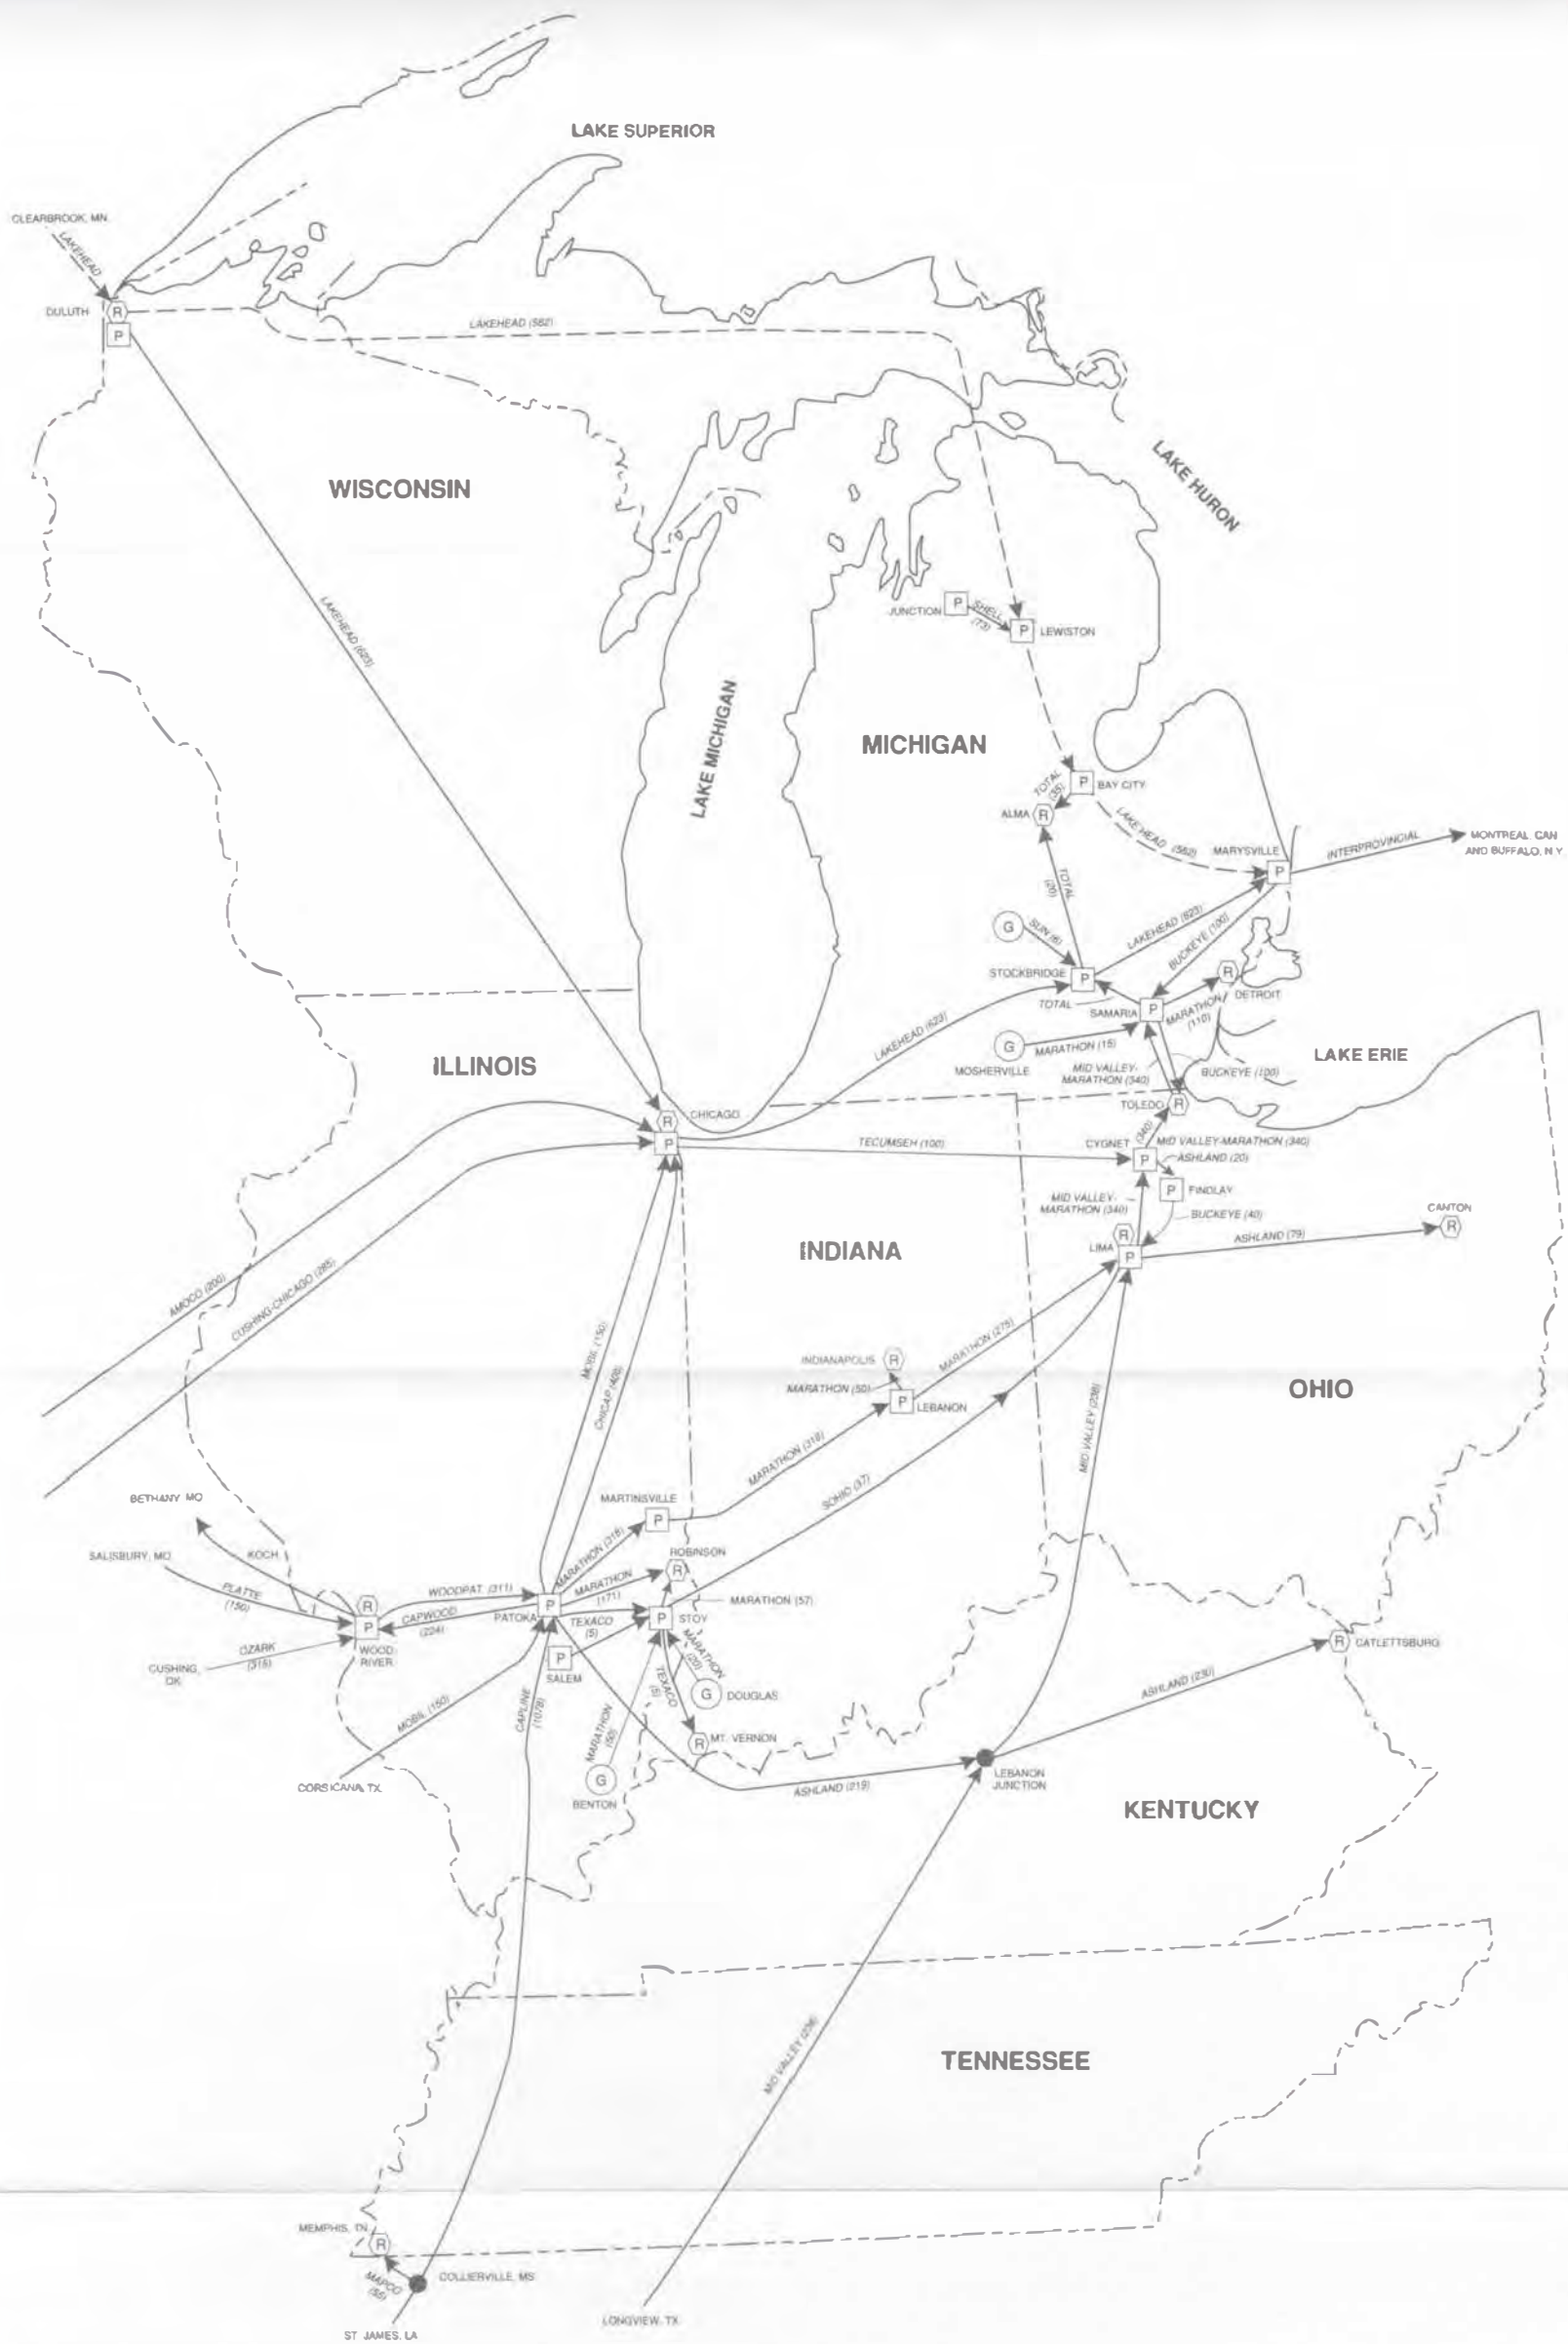 LAKE SUPERIOR
CLEARBROOK, MN.
LAKEHEAD
DULUTH
R
P
LAKEHEAD (582)
WISCONSIN
LAKE HURON
LAKEHEAD (623)
JUNCTION
P
SHELL
(73)
P
LEWISTON
LAKE MICHIGAN
MICHIGAN
TOTAL
(35)
P
BAY CITY
ALMA
R
LAKEHEAD (582)
MARYSVILLE
P
INTERPROVINCIAL
MONTREAL, CAN
AND BUFFALO, N.Y.
TOTAL
(20)
G
SUN (6)
LAKEHEAD (623)
BUCKEYE (100)
STOCKBRIDGE
P
R
DETROIT
TOTAL
SAMARIA
P
MARATHON
(110)
LAKEHEAD (623)
G
MARATHON (15)
MOSHERVILLE
MID VALLEY-
MARATHON (340)
BUCKEYE (100)
LAKE ERIE
ILLINOIS
TOLEDO
R
R
CHICAGO
P
TECUMSEH (100)
CYGNET
(340)
MID VALLEY-MARATHON (340)
P
ASHLAND (20)
P
FINDLAY
MID VALLEY-
MARATHON (340)
BUCKEYE (40)
CANTON
R
R
LIMA
P
ASHLAND (79)
INDIANA
AMOCO (200)
CUSHING-CHICAGO (285)
MOBIL (150)
CHICAP (400)
INDIANAPOLIS
R
MARATHON (275)
MARATHON (50)
P
LEBANON
OHIO
MID VALLEY (238)
MARATHON (318)
SOHIO (37)
BETHANY MO
MARTINSVILLE
P
SALISBURY, MO
KOCH
MARATHON (318)
ROBINSON
R
PLATTE
(150)
WOODPAT (311)
MARATHON
(171)
MARATHON (57)
R
P
CAPWOOD
(224)
PATOKA
P
TEXACO
(5)
P
STOY
WOOD
RIVER
OZARK
(315)
CUSHING,
OK
P
SALEM
MARATHON
(20)
R
CATLETTSBURG
TEXACO
(5)
G
DOUGLAS
CAPLINE
(1078)
MOBIL (150)
MARATHON
(50)
R
MT. VERNON
ASHLAND (230)
CORSICANA, TX
G
BENTON
ASHLAND (219)
LEBANON
JUNCTION
KENTUCKY
TENNESSEE
MID VALLEY (238)
MEMPHIS, TN
R
MAPCO
(55)
COLLIERVILLE, MS
LONGVIEW, TX
ST JAMES, LA